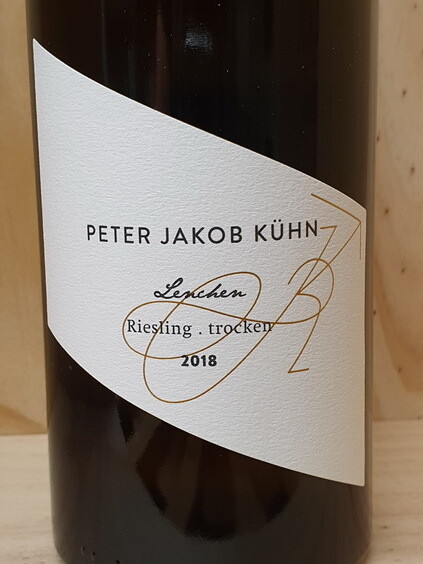 PETER JAKOB KÜHN
Lenchen
Riesling . trocken
2018